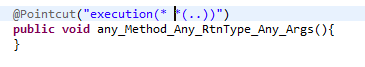 @Pointcut("execution(* *(..))")
public void any_Method_Any_RtnType_Any_Args(){
}